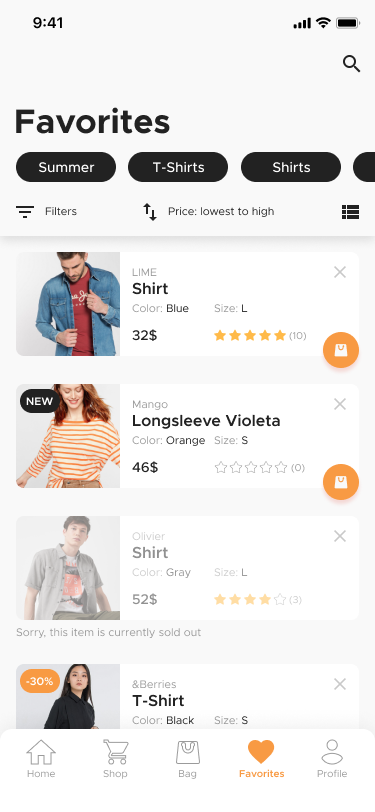 9:41
Favorites
Summer T-Shirts Shirts
Filters Price: lowest to high
LIME
Shirt
Color: Blue Size: L
32$ (10)
NEW
Mango
Longsleeve Violeta
Color: Orange Size: S
46$ (0)
Olivier
Shirt
Color: Gray Size: L
52$ (3)
Sorry, this item is currently sold out
-30%
&Berries
T-Shirt
Color: Black Size: S
Home Shop Bag Favorites Profile